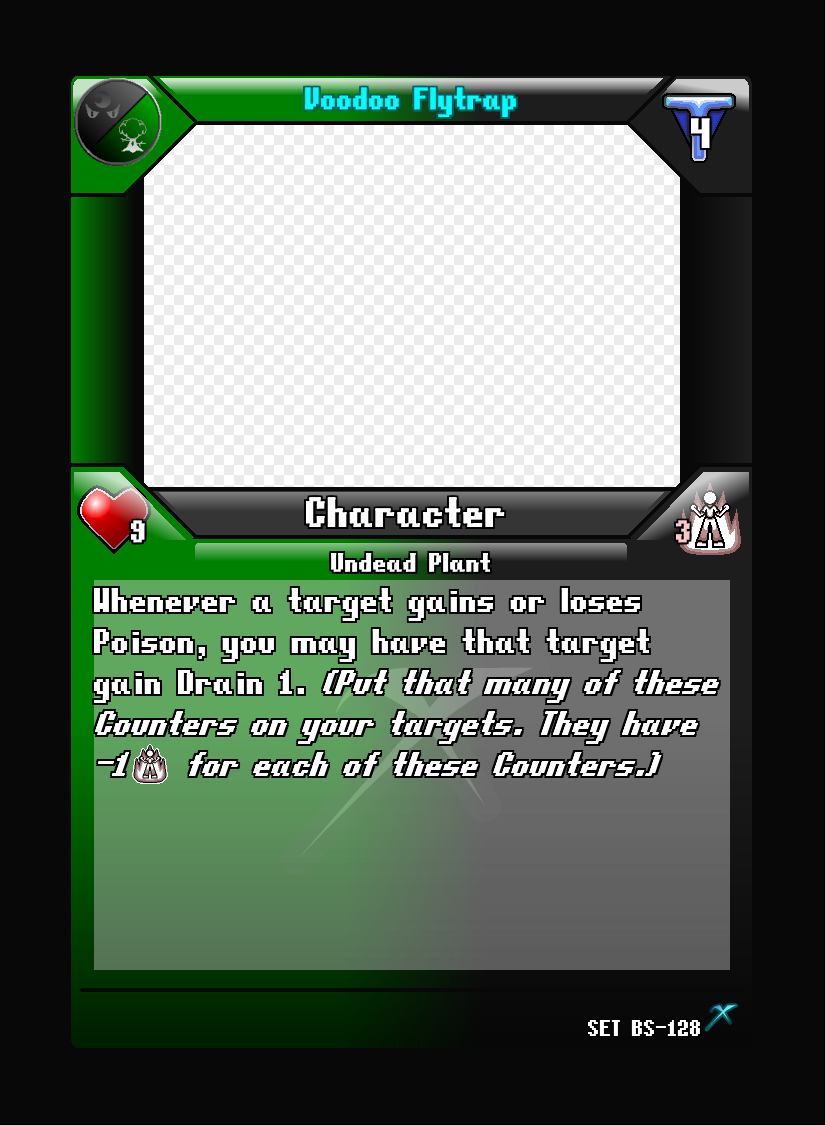 Voodoo Flytrap
4
9
Character
3
Undead Plant
Whenever a target gains or loses
Poison, you may have that target
gain Drain 1. (Put that many of these
Counters on your targets. They have
-1 for each of these Counters.)
SET BS-128